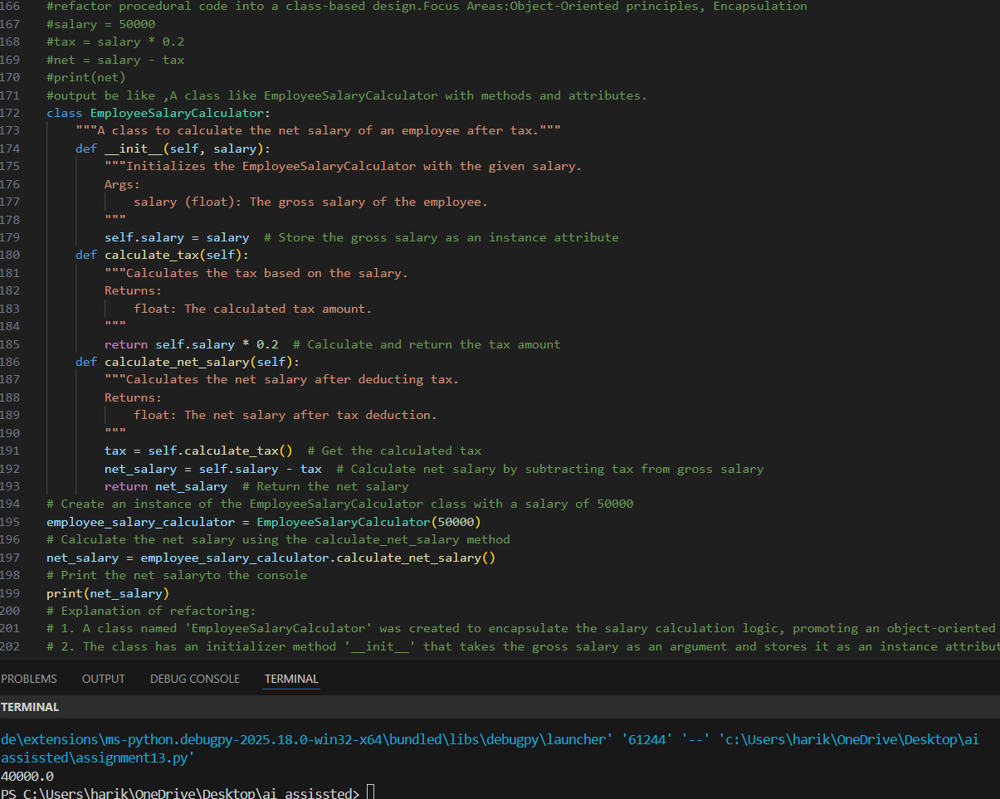 166 #refactor procedural code into a class-based design.Focus Areas:Object-Oriented principles, Encapsulation
167 #salary = 50000
168 #tax = salary * 0.2
169 #net = salary - tax
170 #print(net)
171 #output be like ,A class like EmployeeSalaryCalculator with methods and attributes.
172 class EmployeeSalaryCalculator:
173     """A class to calculate the net salary of an employee after tax."""
174     def __init__(self, salary):
175         """Initializes the EmployeeSalaryCalculator with the given salary.
176         Args:
177             salary (float): The gross salary of the employee.
178         """
179         self.salary = salary  # Store the gross salary as an instance attribute
180     def calculate_tax(self):
181         """Calculates the tax based on the salary.
182         Returns:
183             float: The calculated tax amount.
184         """
185         return self.salary * 0.2  # Calculate and return the tax amount
186     def calculate_net_salary(self):
187         """Calculates the net salary after deducting tax.
188         Returns:
189             float: The net salary after tax deduction.
190         """
191         tax = self.calculate_tax()  # Get the calculated tax
192         net_salary = self.salary - tax  # Calculate net salary by subtracting tax from gross salary
193         return net_salary  # Return the net salary
194 # Create an instance of the EmployeeSalaryCalculator class with a salary of 50000
195 employee_salary_calculator = EmployeeSalaryCalculator(50000)
196 # Calculate the net salary using the calculate_net_salary method
197 net_salary = employee_salary_calculator.calculate_net_salary()
198 # Print the net salaryto the console
199 print(net_salary)
200 # Explanation of refactoring:
201 # 1. A class named 'EmployeeSalaryCalculator' was created to encapsulate the salary calculation logic, promoting an object-oriented
202 # 2. The class has an initializer method '__init__' that takes the gross salary as an argument and stores it as an instance attribut
PROBLEMS OUTPUT DEBUG CONSOLE TERMINAL
TERMINAL
de\extensions\ms-python.debugpy-2025.18.0-win32-x64\bundled\libs\debugpy\launcher' '61244' '--' 'c:\Users\harik\OneDrive\Desktop\ai
assissted\assignment13.py'
40000.0
PS C:\Users\harik\OneDrive\Desktop\ai assissted>